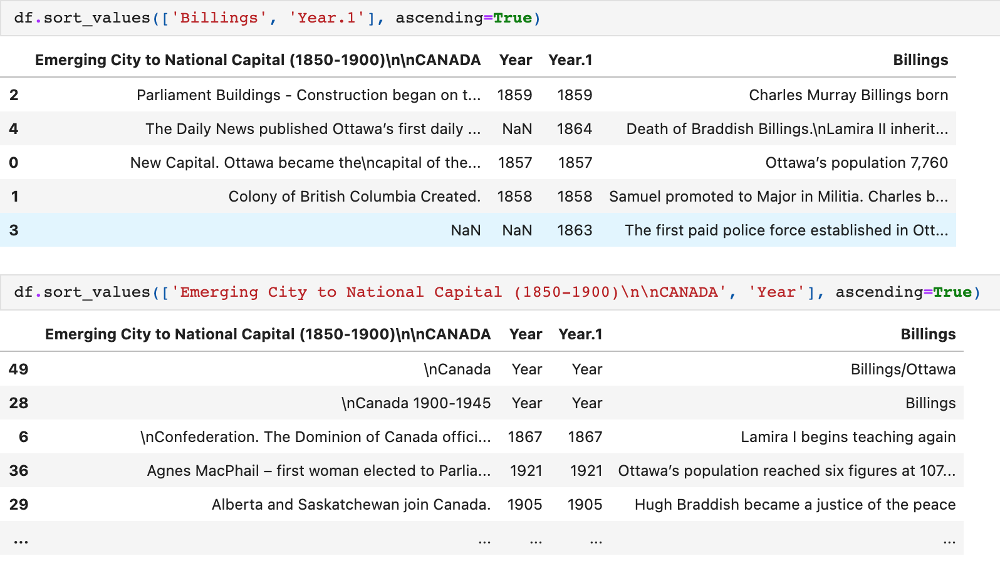 df.sort_values(['Billings', 'Year.1'], ascending=True)
Emerging City to National Capital (1850-1900)\n\nCANADA Year Year.1 Billings
2 Parliament Buildings - Construction began on t... 1859 1859 Charles Murray Billings born
4 The Daily News published Ottawa’s first daily ... NaN 1864 Death of Braddish Billings.\nLamira II inherit...
0 New Capital. Ottawa became the\ncapital of the... 1857 1857 Ottawa’s population 7,760
1 Colony of British Columbia Created. 1858 1858 Samuel promoted to Major in Militia. Charles b...
3 NaN NaN 1863 The first paid police force established in Ott...
df.sort_values(['Emerging City to National Capital (1850-1900)\n\nCANADA', 'Year'], ascending=True)
Emerging City to National Capital (1850-1900)\n\nCANADA Year Year.1 Billings
49 \nCanada Year Year Billings/Ottawa
28 \nCanada 1900-1945 Year Year Billings
6 \nConfederation. The Dominion of Canada offici... 1867 1867 Lamira I begins teaching again
36 Agnes MacPhail – first woman elected to Parlia... 1921 1921 Ottawa’s population reached six figures at 107...
29 Alberta and Saskatchewan join Canada. 1905 1905 Hugh Braddish became a justice of the peace
... ... ... ... ...